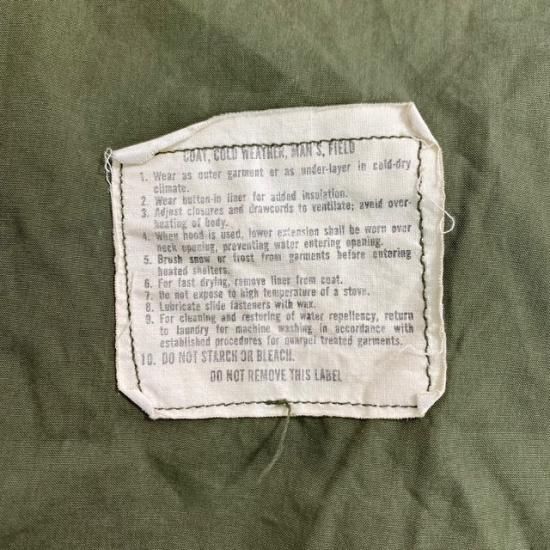 COAT, COLD WEATHER, MAN'S, FIELD
1. Wear as outer garment or as under-layer in cold-dry
climate.
2. Wear button-in liner for added insulation.
3. Adjust closures and drawcords to ventilate; avoid over-
heating of body.
4. When hood is used, lower extension shall be worn over
neck opening, preventing water entering opening.
5. Brush snow or frost from garments before entering
heated shelters.
6. For fast drying, remove liner from coat.
7. Do not expose to high temperature of a stove.
8. Lubricate slide fasteners with wax.
9. For cleaning and restoring of water repellency, return
to laundry for machine washing in accordance with
established procedures for quarpel treated garments.
10. DO NOT STARCH OR BLEACH.
DO NOT REMOVE THIS LABEL